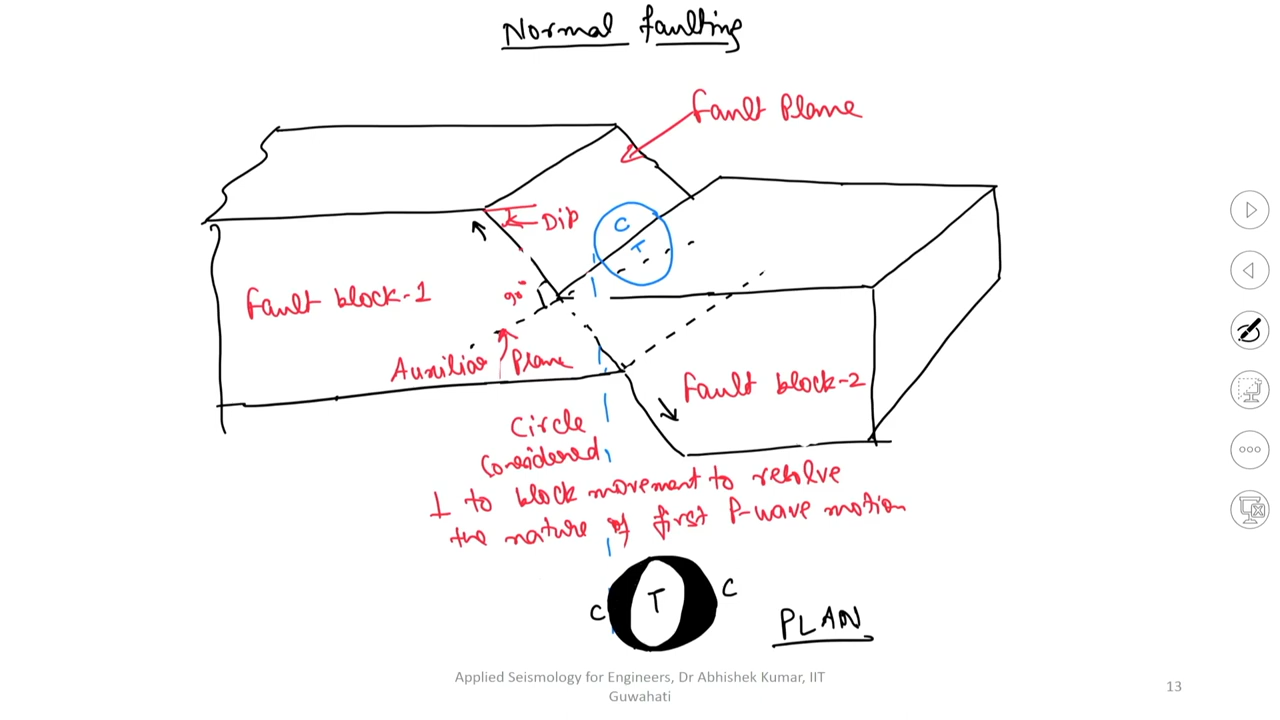 Normal faulting
Fault Plane
Dip
C
T
90°
Fault block-1
Auxiliary Plane
Fault block-2
Circle
Considered,
⊥ to block movement to resolve
the nature of first P-wave motion
C T C
PLAN
Applied Seismology for Engineers, Dr Abhishek Kumar, IIT
Guwahati
13